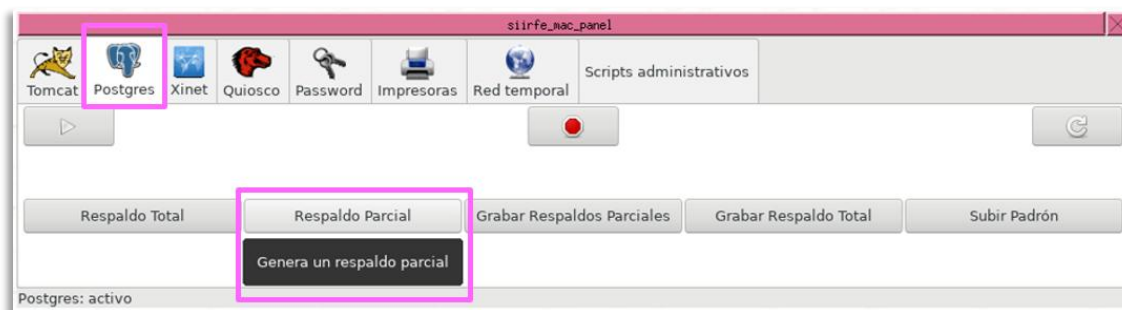 siirfe_mac_panel
Tomcat Postgres Xinet Quiosco Password Impresoras Red temporal Scripts administrativos
Respaldo Total Respaldo Parcial Grabar Respaldos Parciales Grabar Respaldo Total Subir Padrón
Genera un respaldo parcial
Postgres: activo